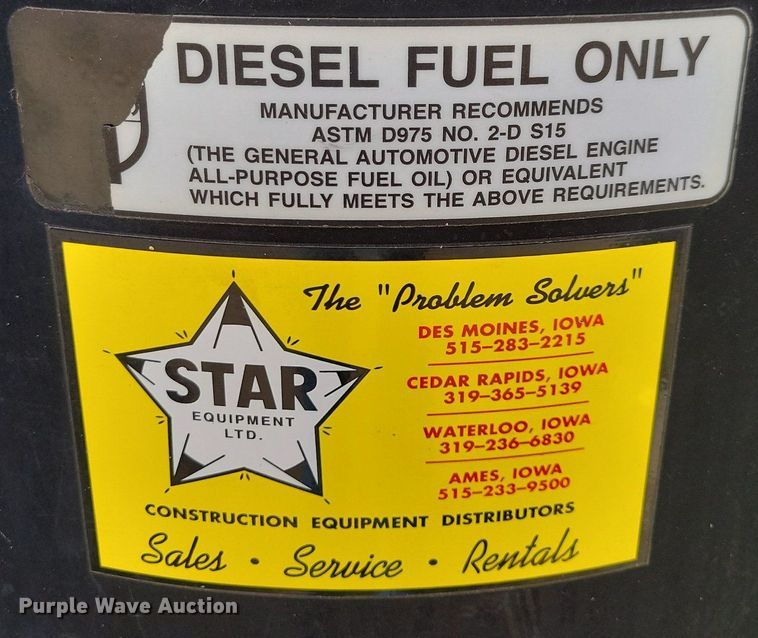 DIESEL FUEL ONLY
MANUFACTURER RECOMMENDS
ASTM D975 NO. 2-D S15
(THE GENERAL AUTOMOTIVE DIESEL ENGINE
ALL-PURPOSE FUEL OIL) OR EQUIVALENT
WHICH FULLY MEETS THE ABOVE REQUIREMENTS.
STAR
EQUIPMENT
LTD.
The "Problem Solvers"
DES MOINES, IOWA
515–283–2215
CEDAR RAPIDS, IOWA
319–365–5139
WATERLOO, IOWA
319–236–6830
AMES, IOWA
515–233–9500
CONSTRUCTION EQUIPMENT DISTRIBUTORS
Sales • Service • Rentals
Purple Wave Auction